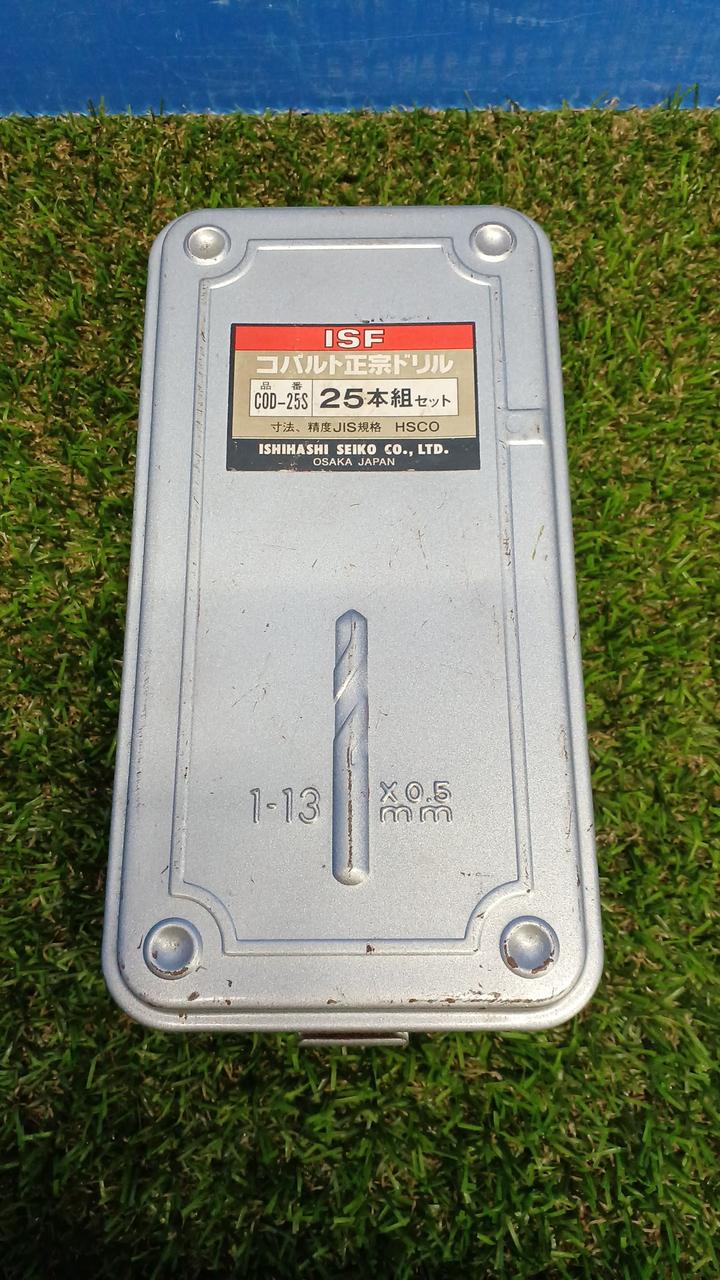 ISF
コバルト正宗ドリル
品番
COD-25S 25本組セット
寸法、精度JIS規格 HSCO
ISHIHASHI SEIKO CO., LTD.
OSAKA JAPAN
1-13 X0.5
mm